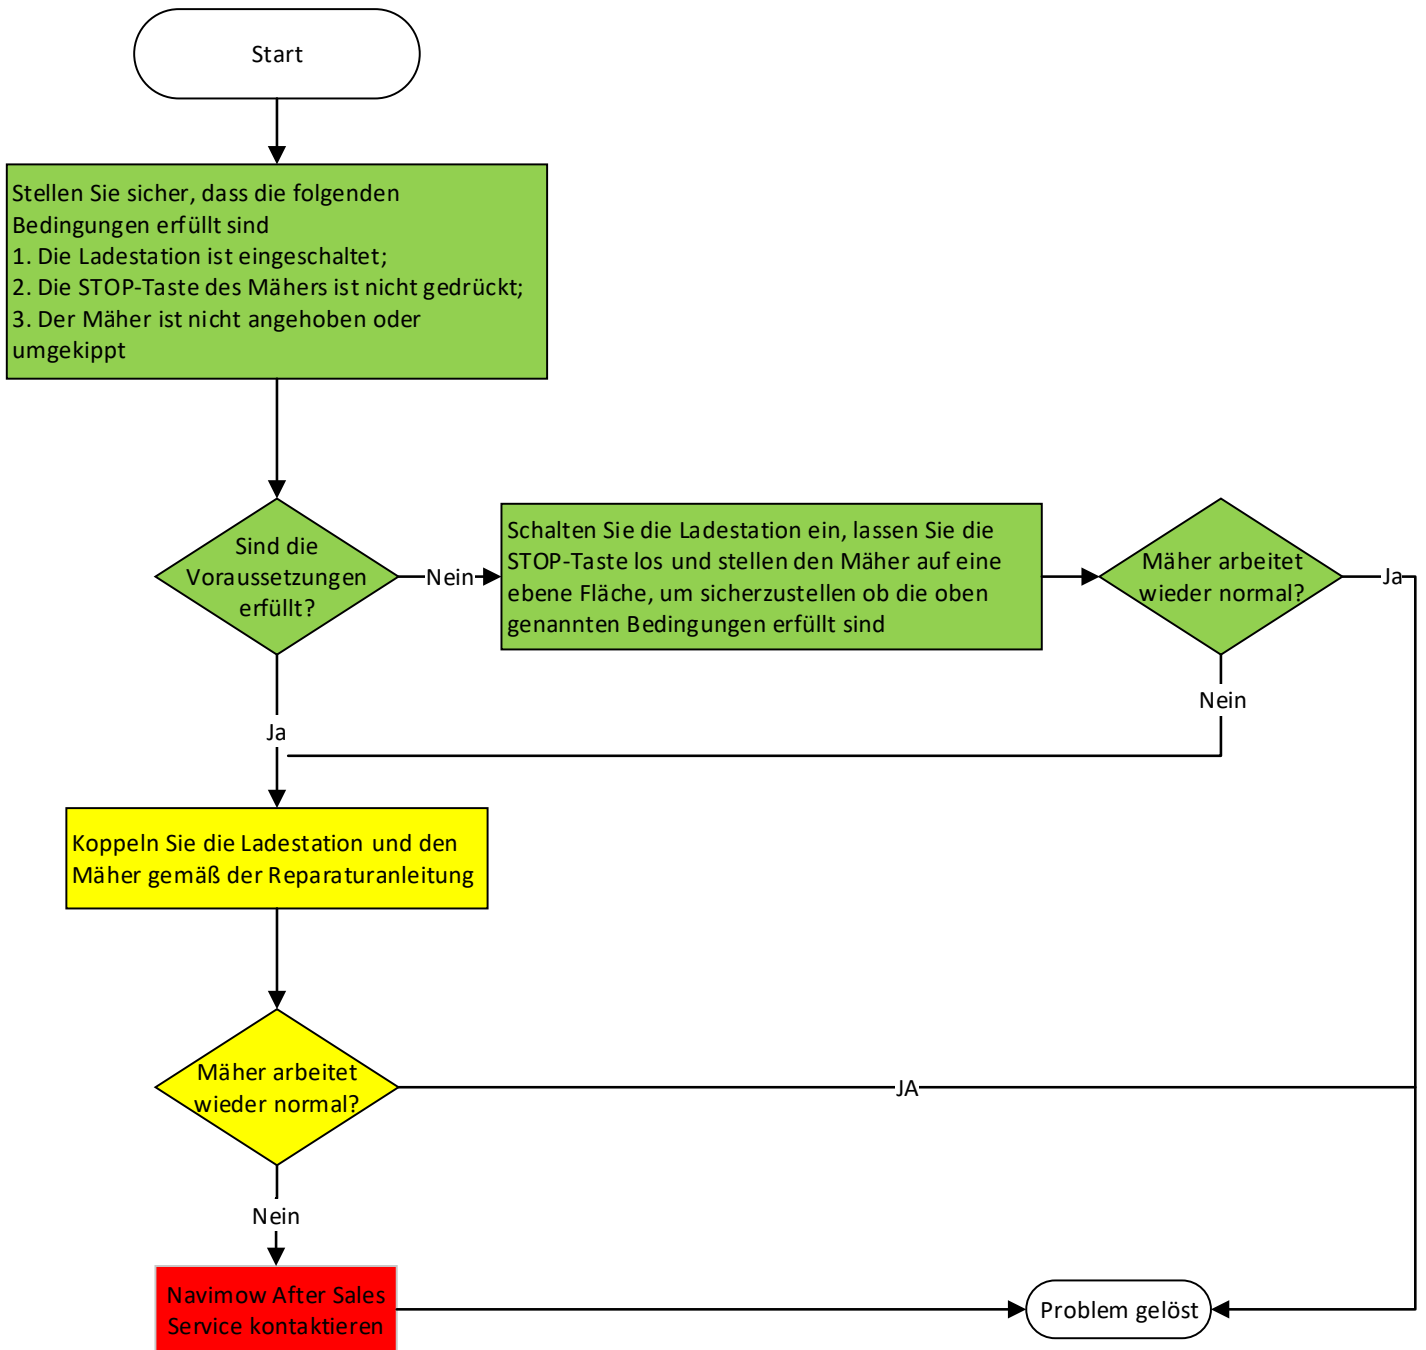 Start
Stellen Sie sicher, dass die folgenden
Bedingungen erfüllt sind
1. Die Ladestation ist eingeschaltet;
2. Die STOP-Taste des Mähers ist nicht gedrückt;
3. Der Mäher ist nicht angehoben oder
umgekippt
Sind die
Voraussetzungen
erfüllt?
Nein
Schalten Sie die Ladestation ein, lassen Sie die
STOP-Taste los und stellen den Mäher auf eine
ebene Fläche, um sicherzustellen ob die oben
genannten Bedingungen erfüllt sind
Mäher arbeitet
wieder normal?
Ja
Nein
Ja
Koppeln Sie die Ladestation und den
Mäher gemäß der Reparaturanleitung
Mäher arbeitet
wieder normal?
JA
Nein
Navimow After Sales
Service kontaktieren
Problem gelöst